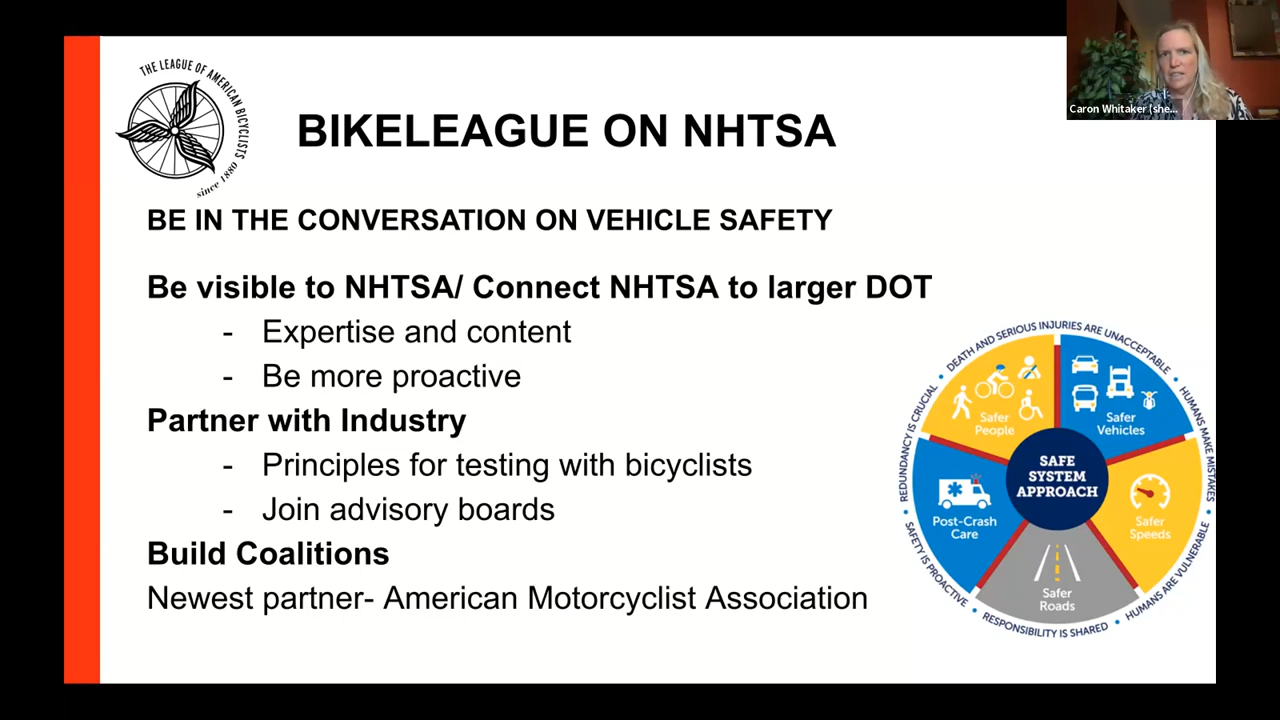 THE LEAGUE OF AMERICAN BICYCLISTS
since 1880
Caron Whitaker (she...
BIKELEAGUE ON NHTSA
BE IN THE CONVERSATION ON VEHICLE SAFETY
Be visible to NHTSA/ Connect NHTSA to larger DOT
- Expertise and content
- Be more proactive
Partner with Industry
- Principles for testing with bicyclists
- Join advisory boards
Build Coalitions
Newest partner- American Motorcyclist Association
DEATH AND SERIOUS INJURIES ARE UNACCEPTABLE
HUMANS MAKE MISTAKES
HUMANS ARE VULNERABLE
RESPONSIBILITY IS SHARED
SAFETY IS PROACTIVE
REDUNDANCY IS CRUCIAL
Safer
People
Safer
Vehicles
SAFE
SYSTEM
APPROACH
Post-Crash
Care
Safer
Speeds
Safer
Roads